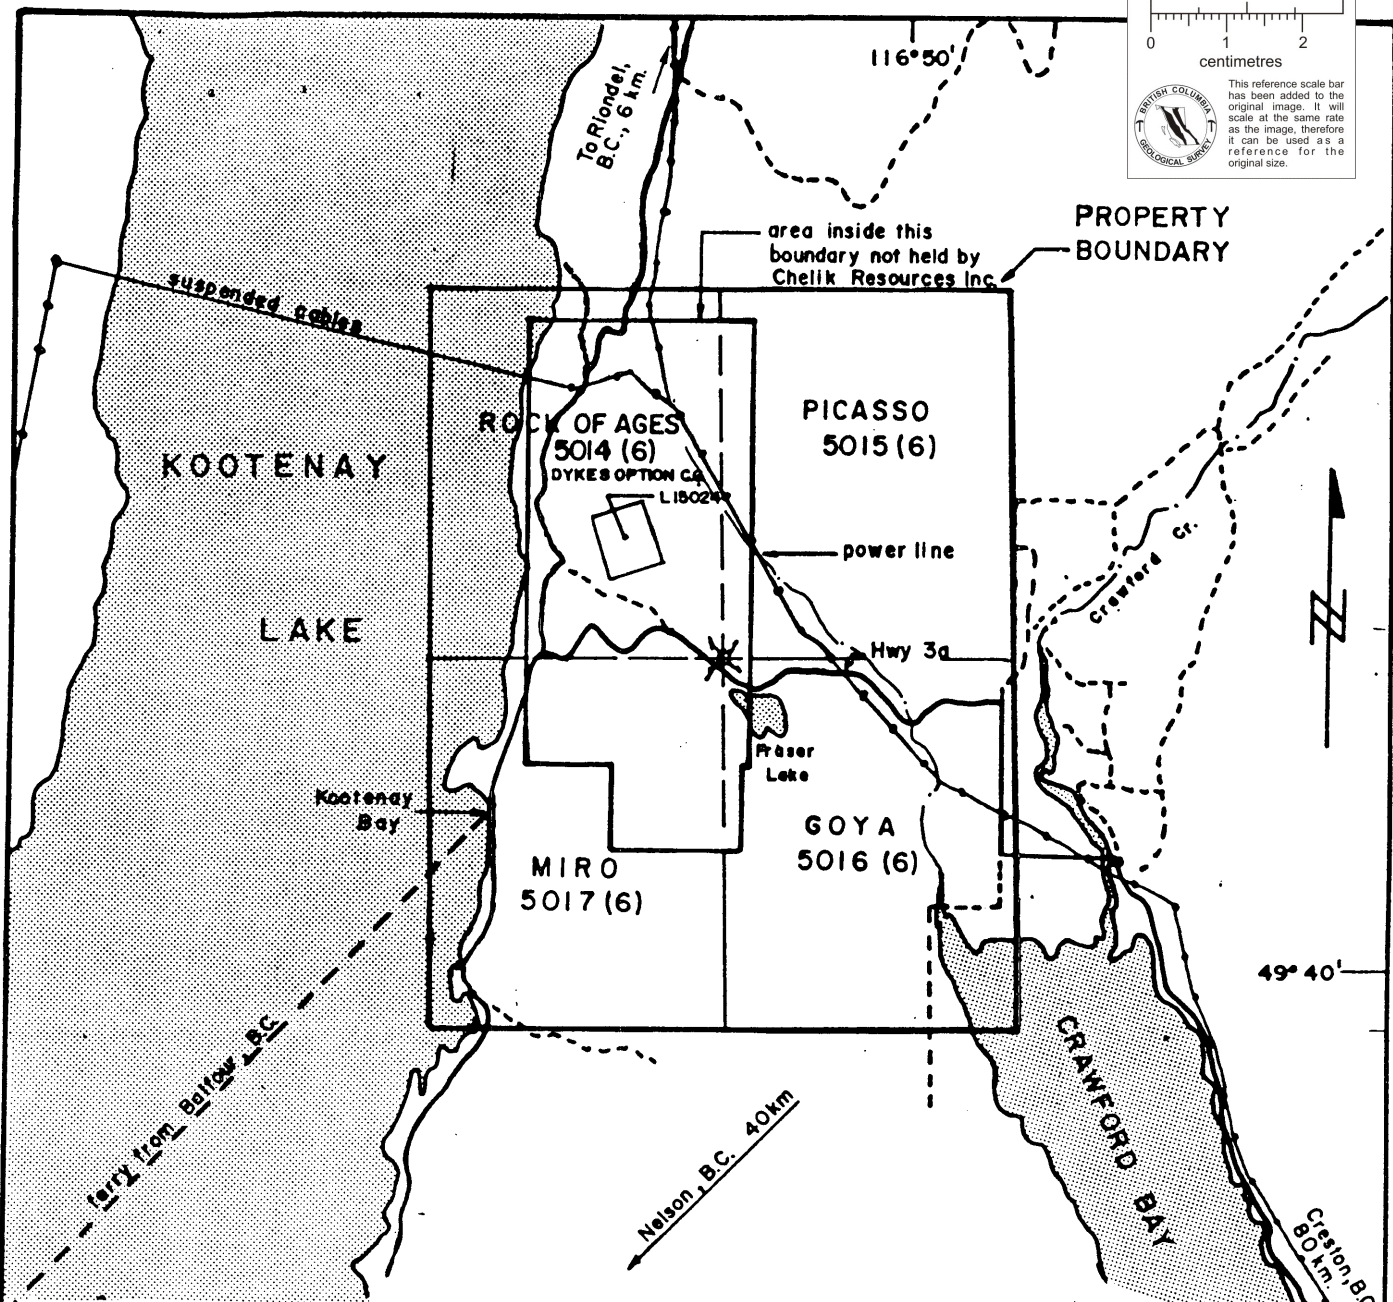 0 1 2
centimetres
BRITISH COLUMBIA
GEOLOGICAL SURVEY
This reference scale bar
has been added to the
original image. It will
scale at the same rate
as the image, therefore
it can be used as a
reference for the
original size.
116°50'
To Riondel,
B.C., 6 km.
PROPERTY
BOUNDARY
area inside this
boundary not held by
Chelik Resources Inc.
suspended cables
ROCK OF AGES
5014 (6)
DYKES OPTION C.G.
L15024
PICASSO
5015 (6)
KOOTENAY
LAKE
power line
Crawford Cr.
Hwy 3a
N
Fraser
Lake
Kootenay
Bay
GOYA
5016 (6)
MIRO
5017 (6)
49°40'
ferry from Balfour, B.C.
CRAWFORD BAY
Nelson, B.C. 40km
Creston, B.C.
80 km.